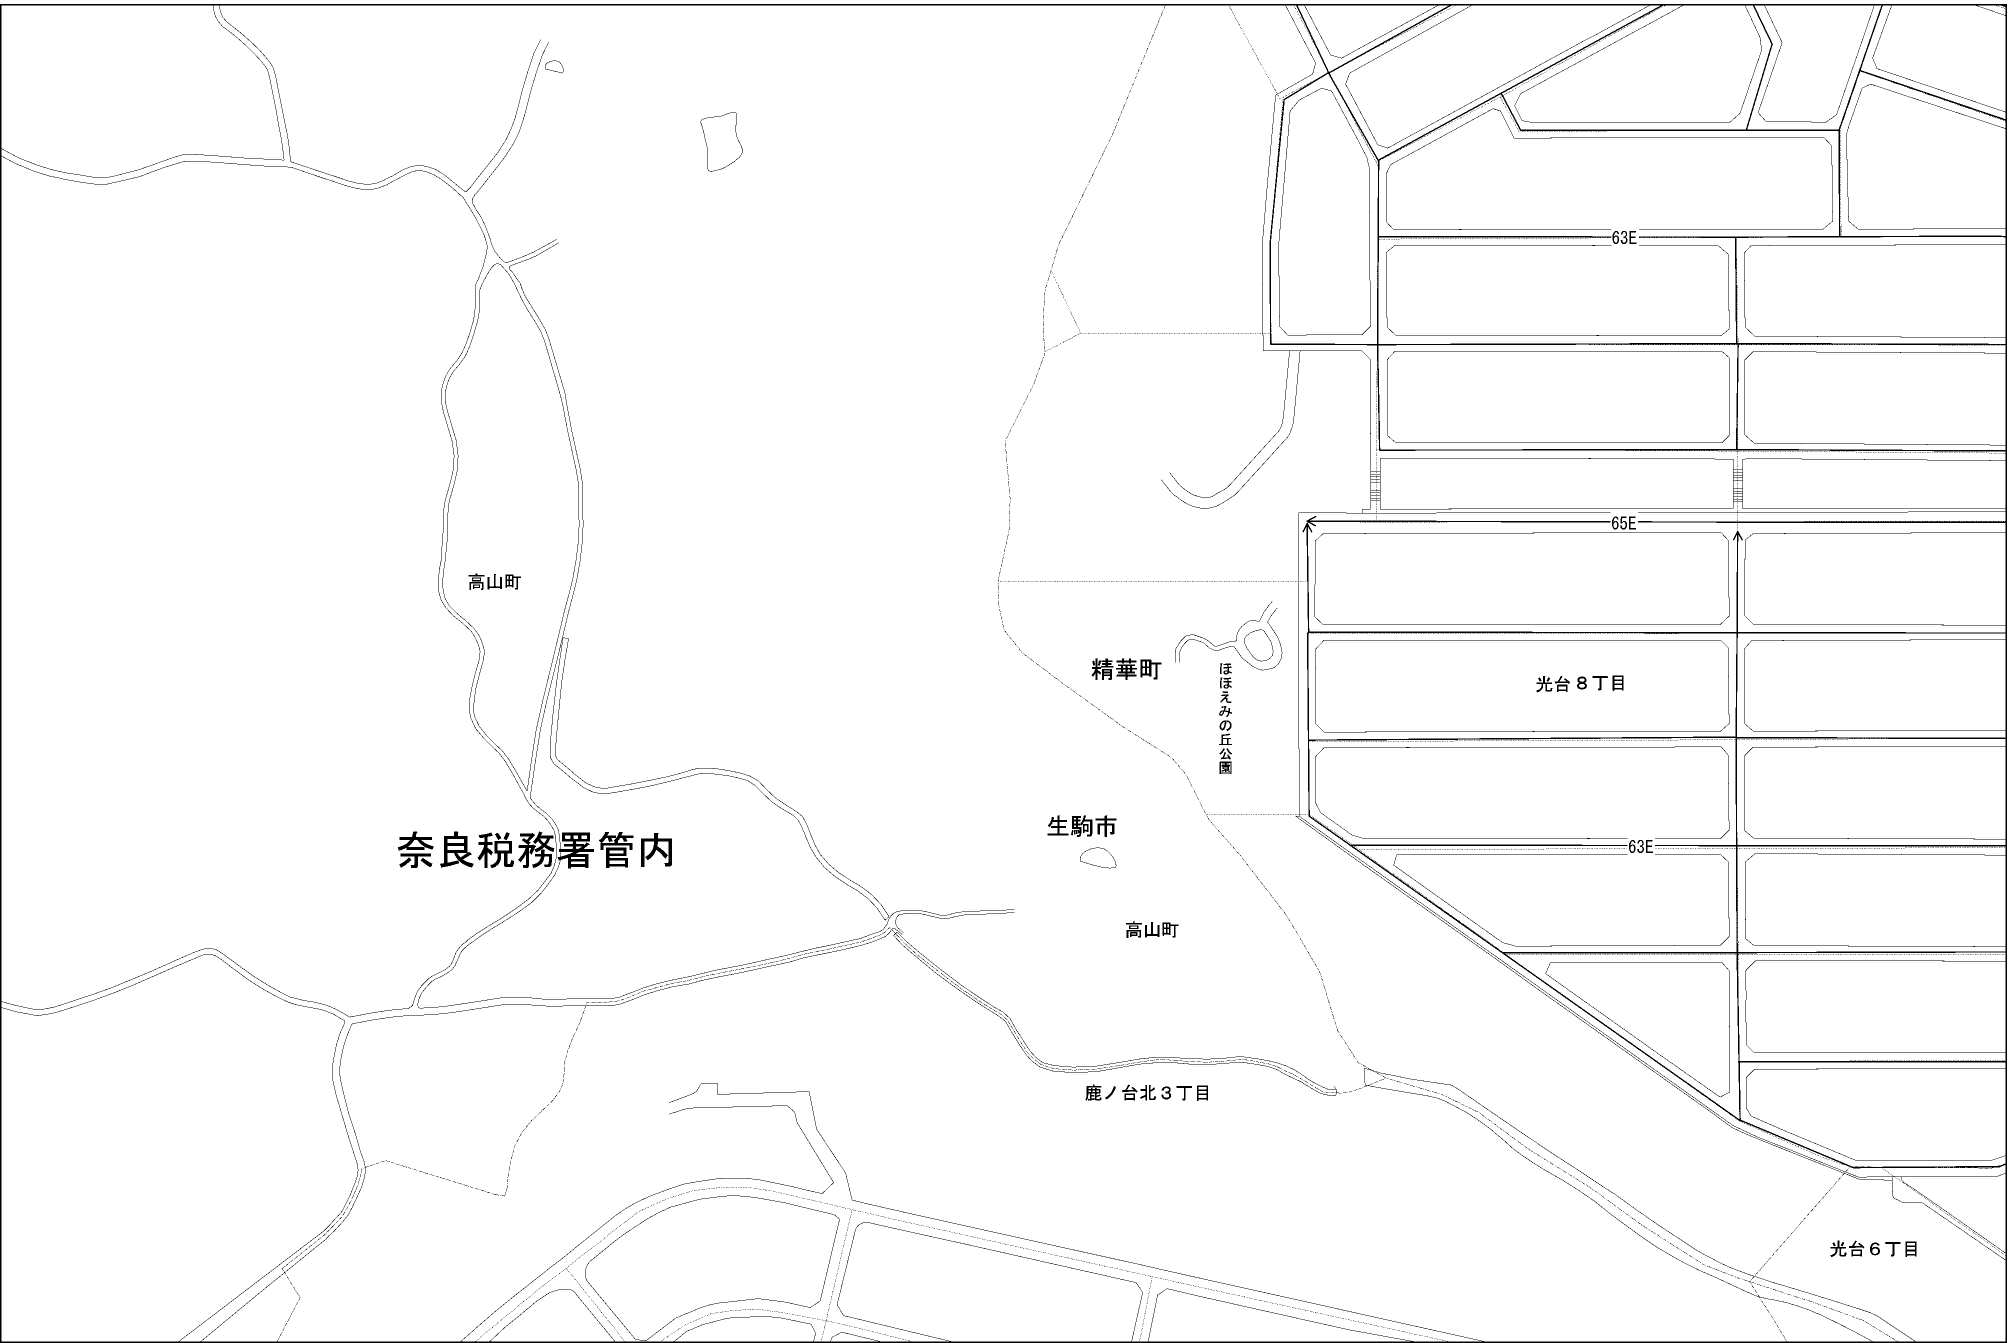 63E
65E
高山町
精華町
ほほえみの丘公園
光台８丁目
生駒市
奈良税務署管内
63E
高山町
鹿ノ台北３丁目
光台６丁目